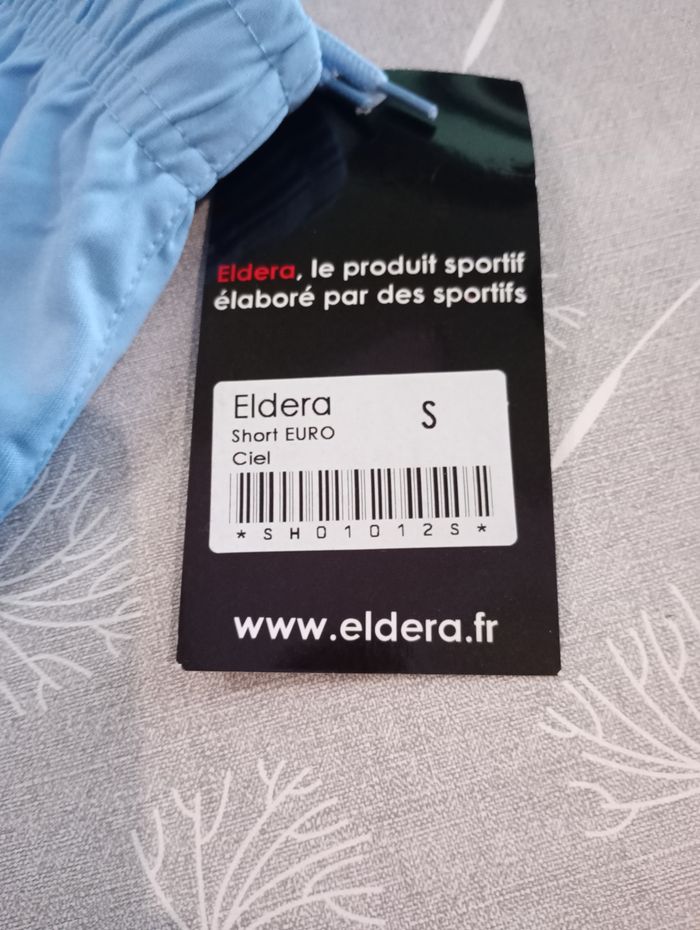 Eldera, le produit sportif
élaboré par des sportifs
Eldera
S
Short EURO
Ciel
*SH01012S*
www.eldera.fr